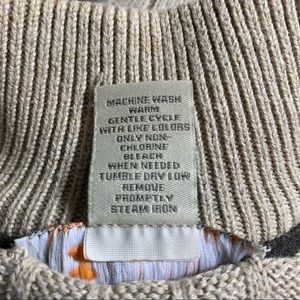 MACHINE WASH
WARM
GENTLE CYCLE
WITH LIKE COLORS
ONLY NON-
CHLORINE
BLEACH
WHEN NEEDED
TUMBLE DRY LOW
REMOVE
PROMPTLY
STEAM IRON